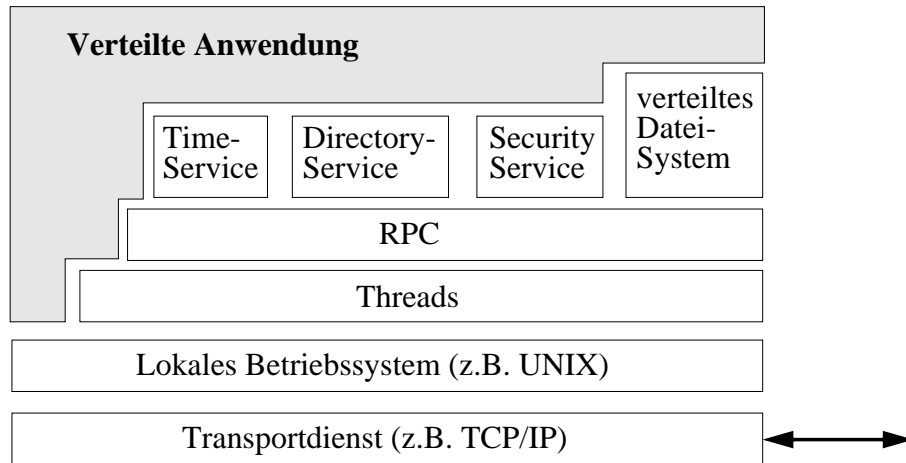 Verteilte Anwendung
Time-
Service
Directory-
Service
Security
Service
verteiltes
Datei-
System
RPC
Threads
Lokales Betriebssystem (z.B. UNIX)
Transportdienst (z.B. TCP/IP)